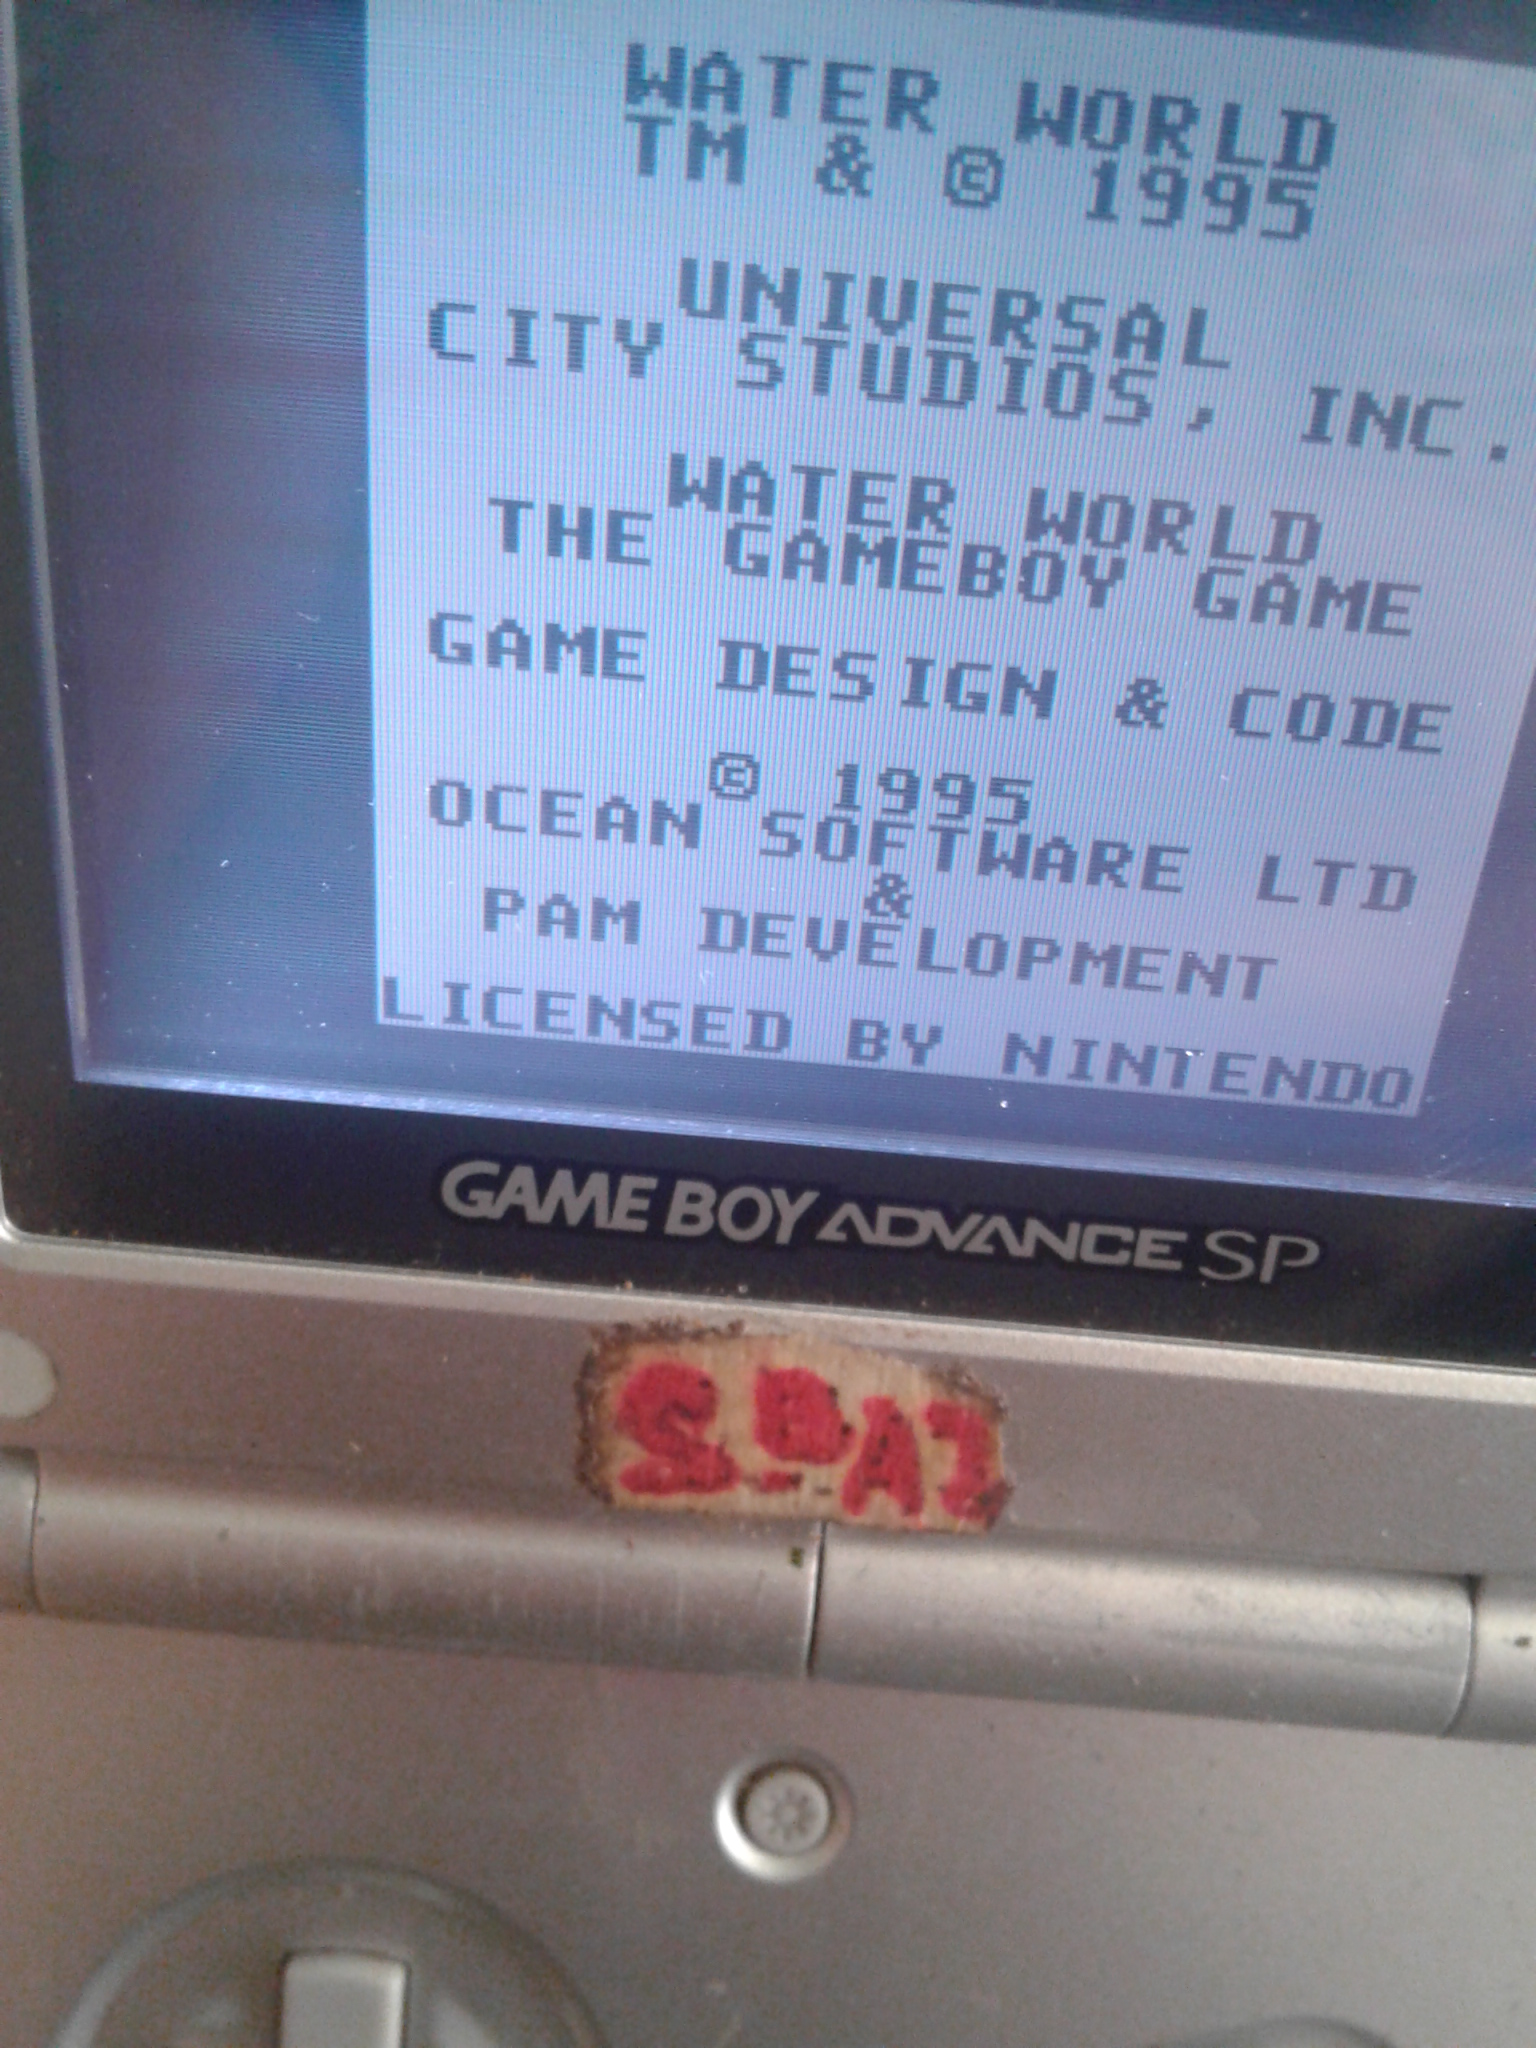 WATER WORLD
TM & © 1995
UNIVERSAL
CITY STUDIOS, INC.
WATER WORLD
THE GAMEBOY GAME
GAME DESIGN & CODE
© 1995
OCEAN SOFTWARE LTD
&
PAM DEVELOPMENT
LICENSED BY NINTENDO
GAME BOY ADVANCE SP